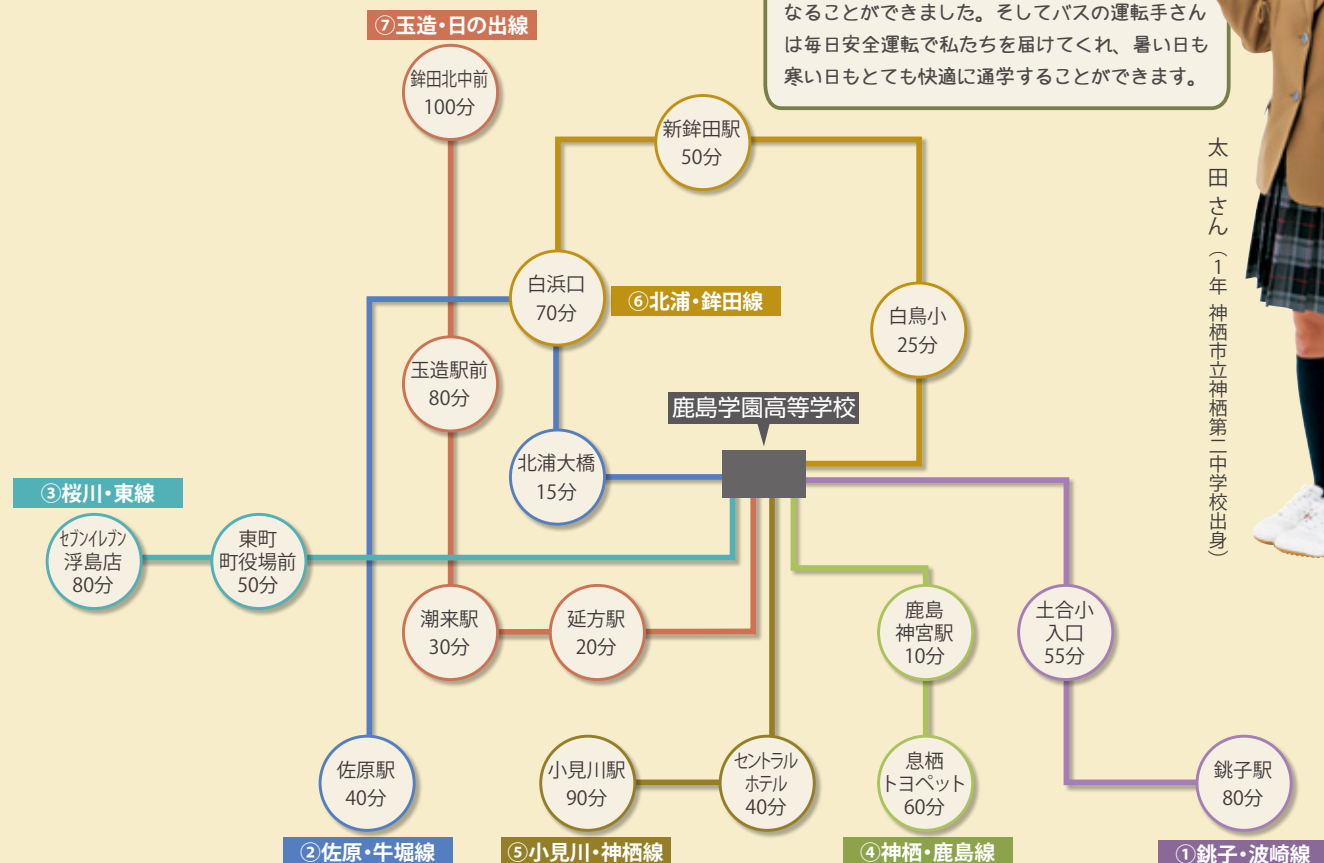 なることができました。そしてバスの運転手さん
は毎日安全運転で私たちを届けてくれ、暑い日も
寒い日もとても快適に通学することができます。
太田さん（1年 神栖市立神栖第二中学校出身）
⑦玉造・日の出線
鉾田北中前
100分
新鉾田駅
50分
白浜口
70分
⑥北浦・鉾田線
白鳥小
25分
玉造駅前
80分
鹿島学園高等学校
北浦大橋
15分
③桜川・東線
セブンイレブン
浮島店
80分
東町
町役場前
50分
潮来駅
30分
延方駅
20分
鹿島
神宮駅
10分
土合小
入口
55分
佐原駅
40分
②佐原・牛堀線
小見川駅
90分
⑤小見川・神栖線
セントラル
ホテル
40分
息栖
トヨペット
60分
④神栖・鹿島線
銚子駅
80分
①銚子・波崎線